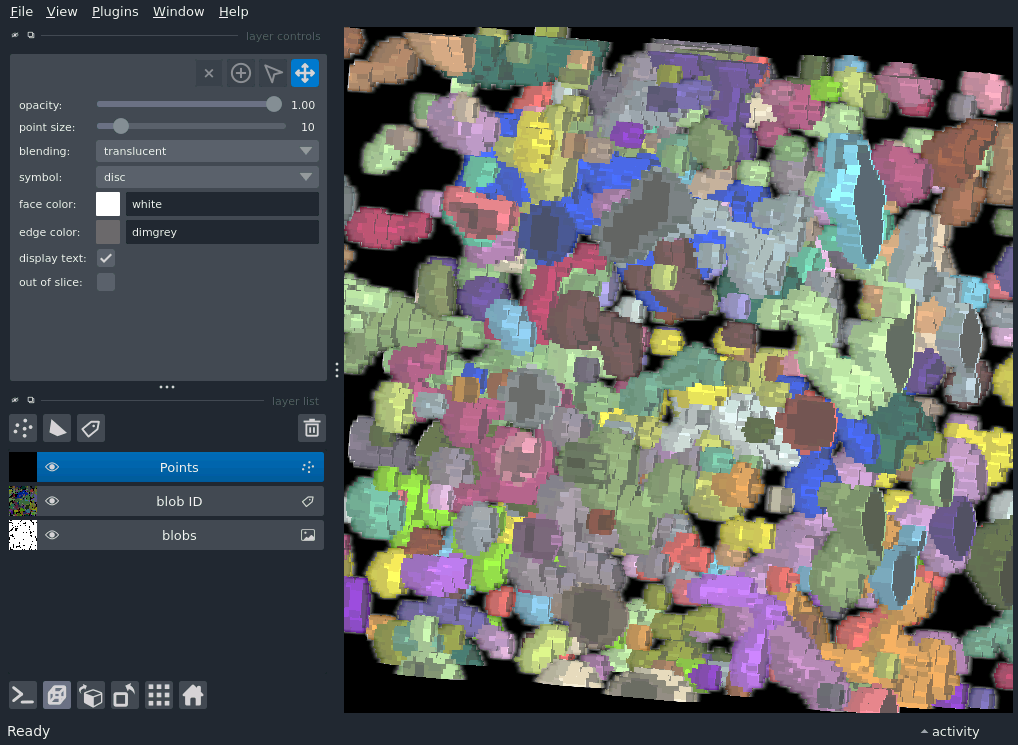 File View Plugins Window Help
layer controls
opacity: 1.00
point size: 10
blending: translucent
symbol: disc
face color: white
edge color: dimgrey
display text:
out of slice:
layer list
Points
blob ID
blobs
Ready activity